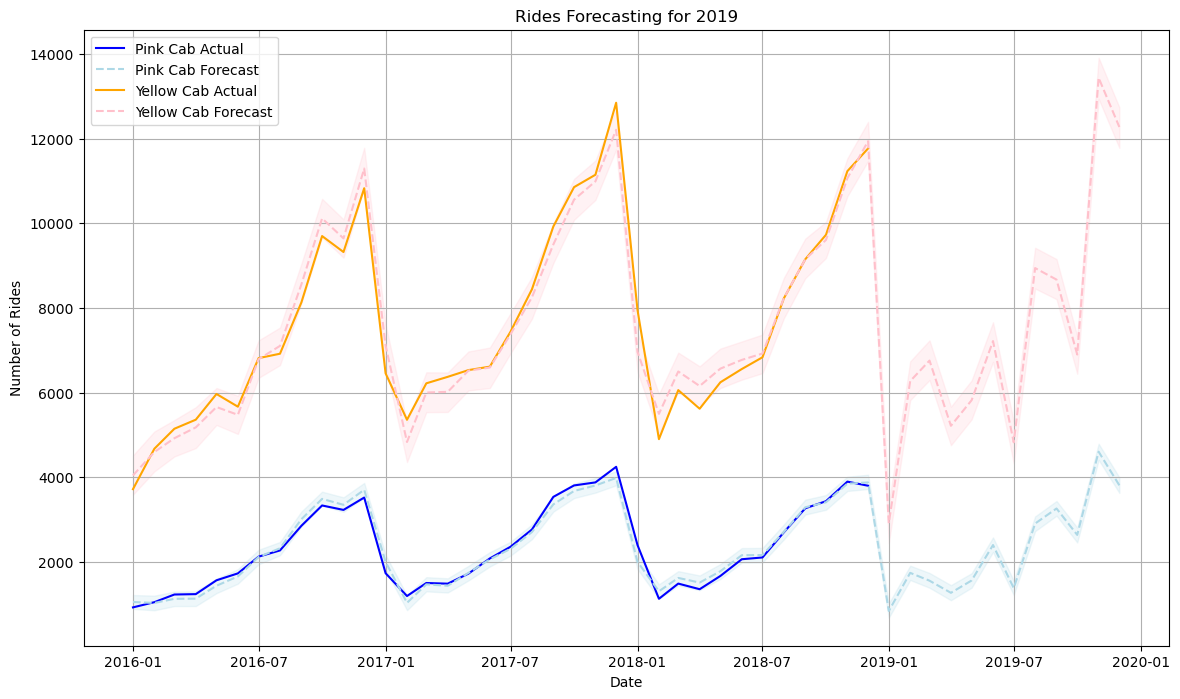 Rides Forecasting for 2019
Pink Cab Actual
Pink Cab Forecast
Yellow Cab Actual
Yellow Cab Forecast
Number of Rides
14000
12000
10000
8000
6000
4000
2000
2016-01 2016-07 2017-01 2017-07 2018-01 2018-07 2019-01 2019-07 2020-01
Date